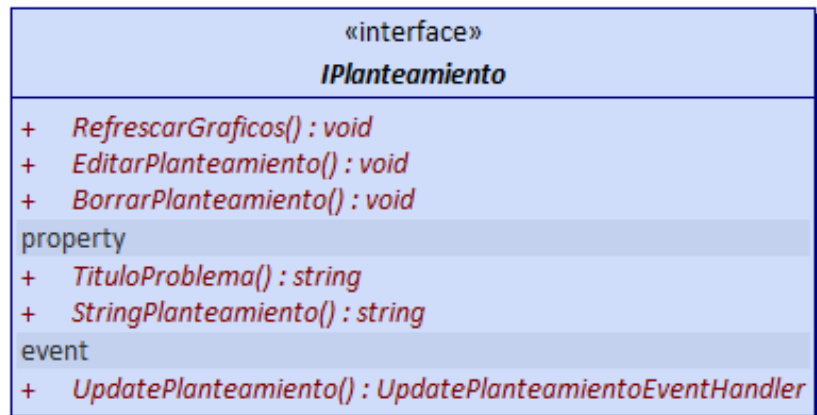 «interface»
IPlanteamiento
+ RefrescarGraficos() : void
+ EditarPlanteamiento() : void
+ BorrarPlanteamiento() : void
property
+ TituloProblema() : string
+ StringPlanteamiento() : string
event
+ UpdatePlanteamiento() : UpdatePlanteamientoEventHandler